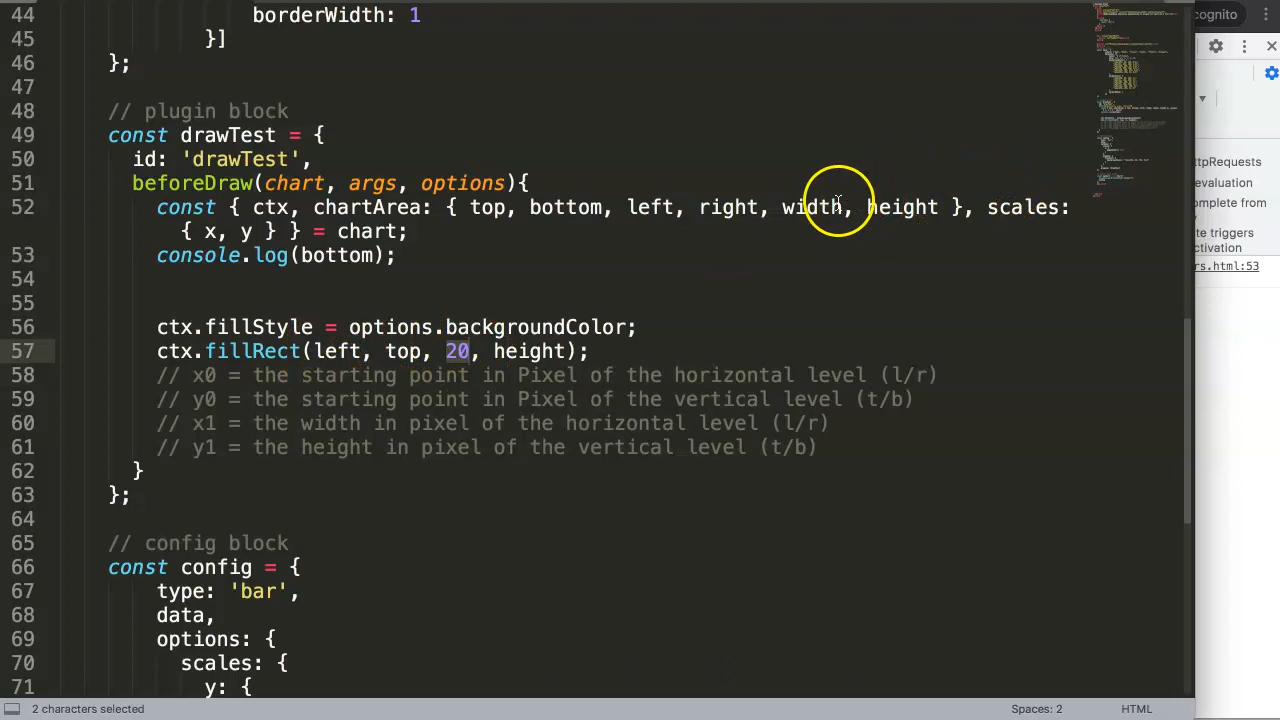 44 borderWidth: 1
cognito
45 }]
46 };
47
48 // plugin block
49 const drawTest = {
50 id: 'drawTest',
ttpRequests
51 beforeDraw(chart, args, options){
evaluation
52 const { ctx, chartArea: { top, bottom, left, right, width, height }, scales:
mplete from
{ x, y } } = chart;
te triggers
ctivation
53 console.log(bottom);
rs.html:53
54
55
56 ctx.fillStyle = options.backgroundColor;
57 ctx.fillRect(left, top, 20, height);
58 // x0 = the starting point in Pixel of the horizontal level (l/r)
59 // y0 = the starting point in Pixel of the vertical level (t/b)
60 // x1 = the width in pixel of the horizontal level (l/r)
61 // y1 = the height in pixel of the vertical level (t/b)
62 }
63 };
64
65 // config block
66 const config = {
67 type: 'bar',
68 data,
69 options: {
70 scales: {
71 y: {
2 characters selected
Spaces: 2
HTML